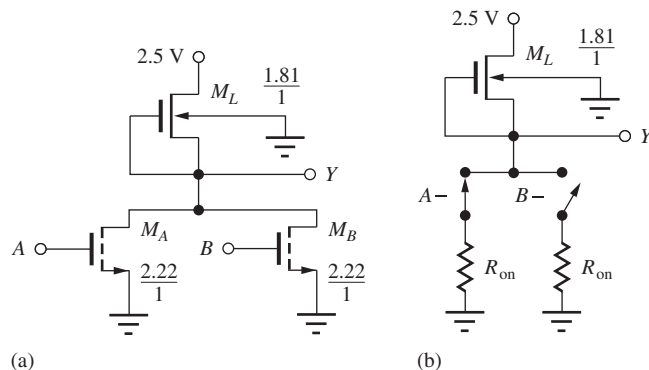 2.5 V
M_L
1.81
1
Y
A
M_A
2.22
1
B
M_B
2.22
1
(a)
2.5 V
M_L
1.81
1
Y
A–
B–
R_on
R_on
(b)